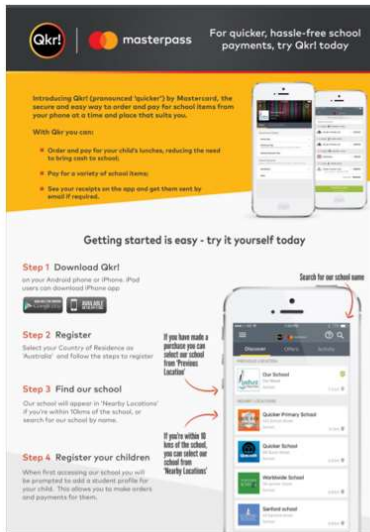 Qkr!
masterpass
For quicker, hassle-free school
payments, try Qkr! today
Introducing Qkr! (pronounced 'quicker') by Mastercard, the
secure and easy way to order and pay for school items from
your phone at a time and place that suits you.
With Qkr you can:
Order and pay for your child's lunches, reducing the need
to bring cash to school;
Pay for a variety of school items;
See your receipts on the app and get them sent by
email if required.
Getting started is easy - try it yourself today
Step 1 Download Qkr!
on your Android phone or iPhone. iPod
users can download iPhone app
Search for our school name
Step 2 Register
Select your Country of Residence as
'Australia' and follow the steps to register
If you have made a
purchase you can
select our school
from 'Previous
Location'
Step 3 Find our school
Our school will appear in 'Nearby Locations'
if you're within 10kms of the school, or
search for our school by name.
If you're within 10
kms of the school,
you can select our
school from
'Nearby Locations'
Step 4 Register your children
When first accessing our school you will
be prompted to add a student profile for
your child. This allows you to make orders
and payments for them.
Discover
Offers
Activity
PREVIOUS LOCATION
Our School
NEARBY LOCATIONS
Quicker Primary School
Quicker School
Worldwide School
Sanford school